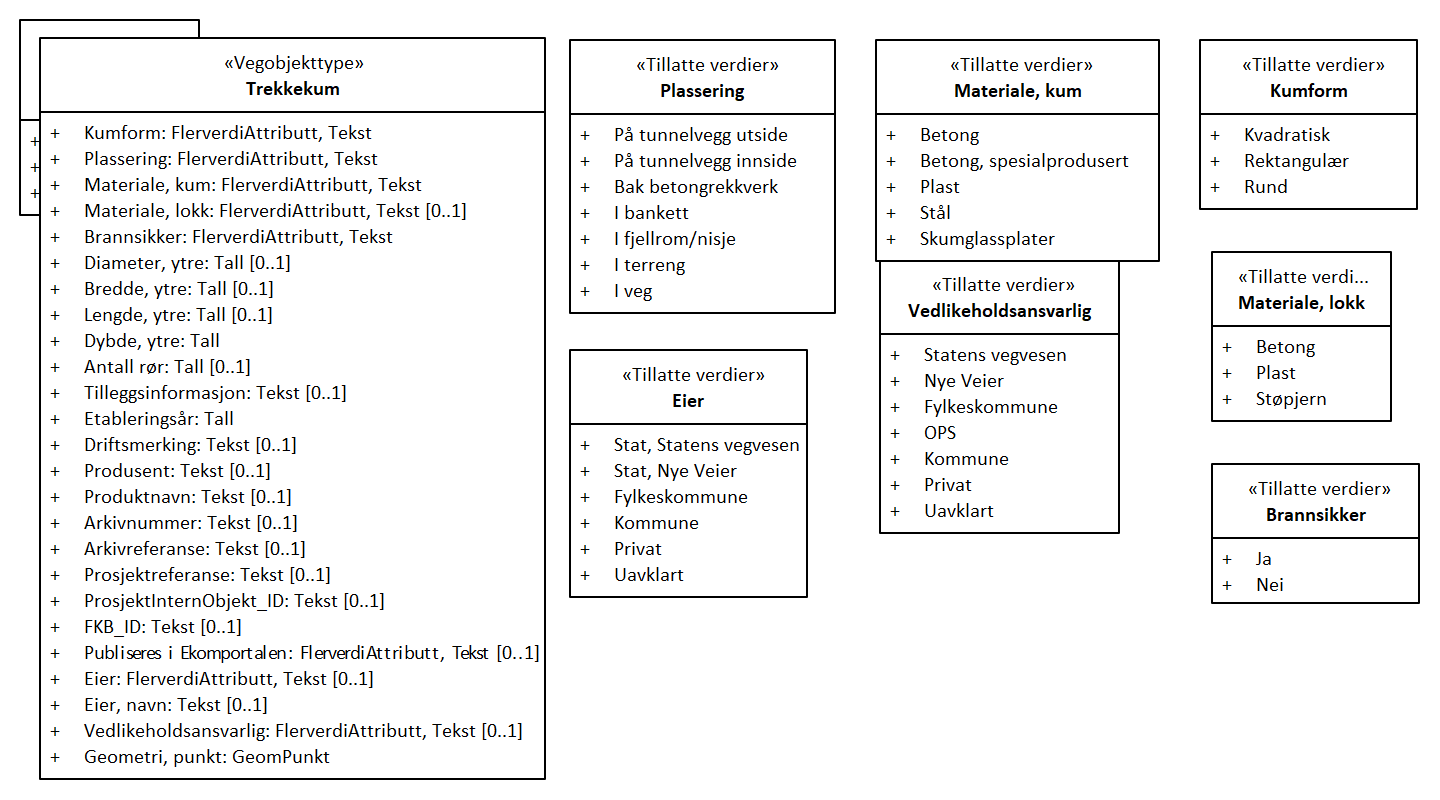 «Vegobjekttype»
Trekkekum
+ Kumform: FlerverdiAttributt, Tekst
+ Plassering: FlerverdiAttributt, Tekst
+ Materiale, kum: FlerverdiAttributt, Tekst
+ Materiale, lokk: FlerverdiAttributt, Tekst [0..1]
+ Brannsikker: FlerverdiAttributt, Tekst
+ Diameter, ytre: Tall [0..1]
+ Bredde, ytre: Tall [0..1]
+ Lengde, ytre: Tall [0..1]
+ Dybde, ytre: Tall
+ Antall rør: Tall [0..1]
+ Tilleggsinformasjon: Tekst [0..1]
+ Etableringsår: Tall
+ Driftsmerking: Tekst [0..1]
+ Produsent: Tekst [0..1]
+ Produktnavn: Tekst [0..1]
+ Arkivnummer: Tekst [0..1]
+ Arkivreferanse: Tekst [0..1]
+ Prosjektreferanse: Tekst [0..1]
+ ProsjektInternObjekt_ID: Tekst [0..1]
+ FKB_ID: Tekst [0..1]
+ Publiseres i Ekomportalen: FlerverdiAttributt, Tekst [0..1]
+ Eier: FlerverdiAttributt, Tekst [0..1]
+ Eier, navn: Tekst [0..1]
+ Vedlikeholdsansvarlig: FlerverdiAttributt, Tekst [0..1]
+ Geometri, punkt: GeomPunkt
+
+
+
«Tillatte verdier»
Plassering
+ På tunnelvegg utside
+ På tunnelvegg innside
+ Bak betongrekkverk
+ I bankett
+ I fjellrom/nisje
+ I terreng
+ I veg
«Tillatte verdier»
Eier
+ Stat, Statens vegvesen
+ Stat, Nye Veier
+ Fylkeskommune
+ Kommune
+ Privat
+ Uavklart
«Tillatte verdier»
Materiale, kum
+ Betong
+ Betong, spesialprodusert
+ Plast
+ Stål
+ Skumglassplater
«Tillatte verdier»
Vedlikeholdsansvarlig
+ Statens vegvesen
+ Nye Veier
+ Fylkeskommune
+ OPS
+ Kommune
+ Privat
+ Uavklart
«Tillatte verdier»
Kumform
+ Kvadratisk
+ Rektangulær
+ Rund
«Tillatte verdi...
Materiale, lokk
+ Betong
+ Plast
+ Støpjern
«Tillatte verdier»
Brannsikker
+ Ja
+ Nei